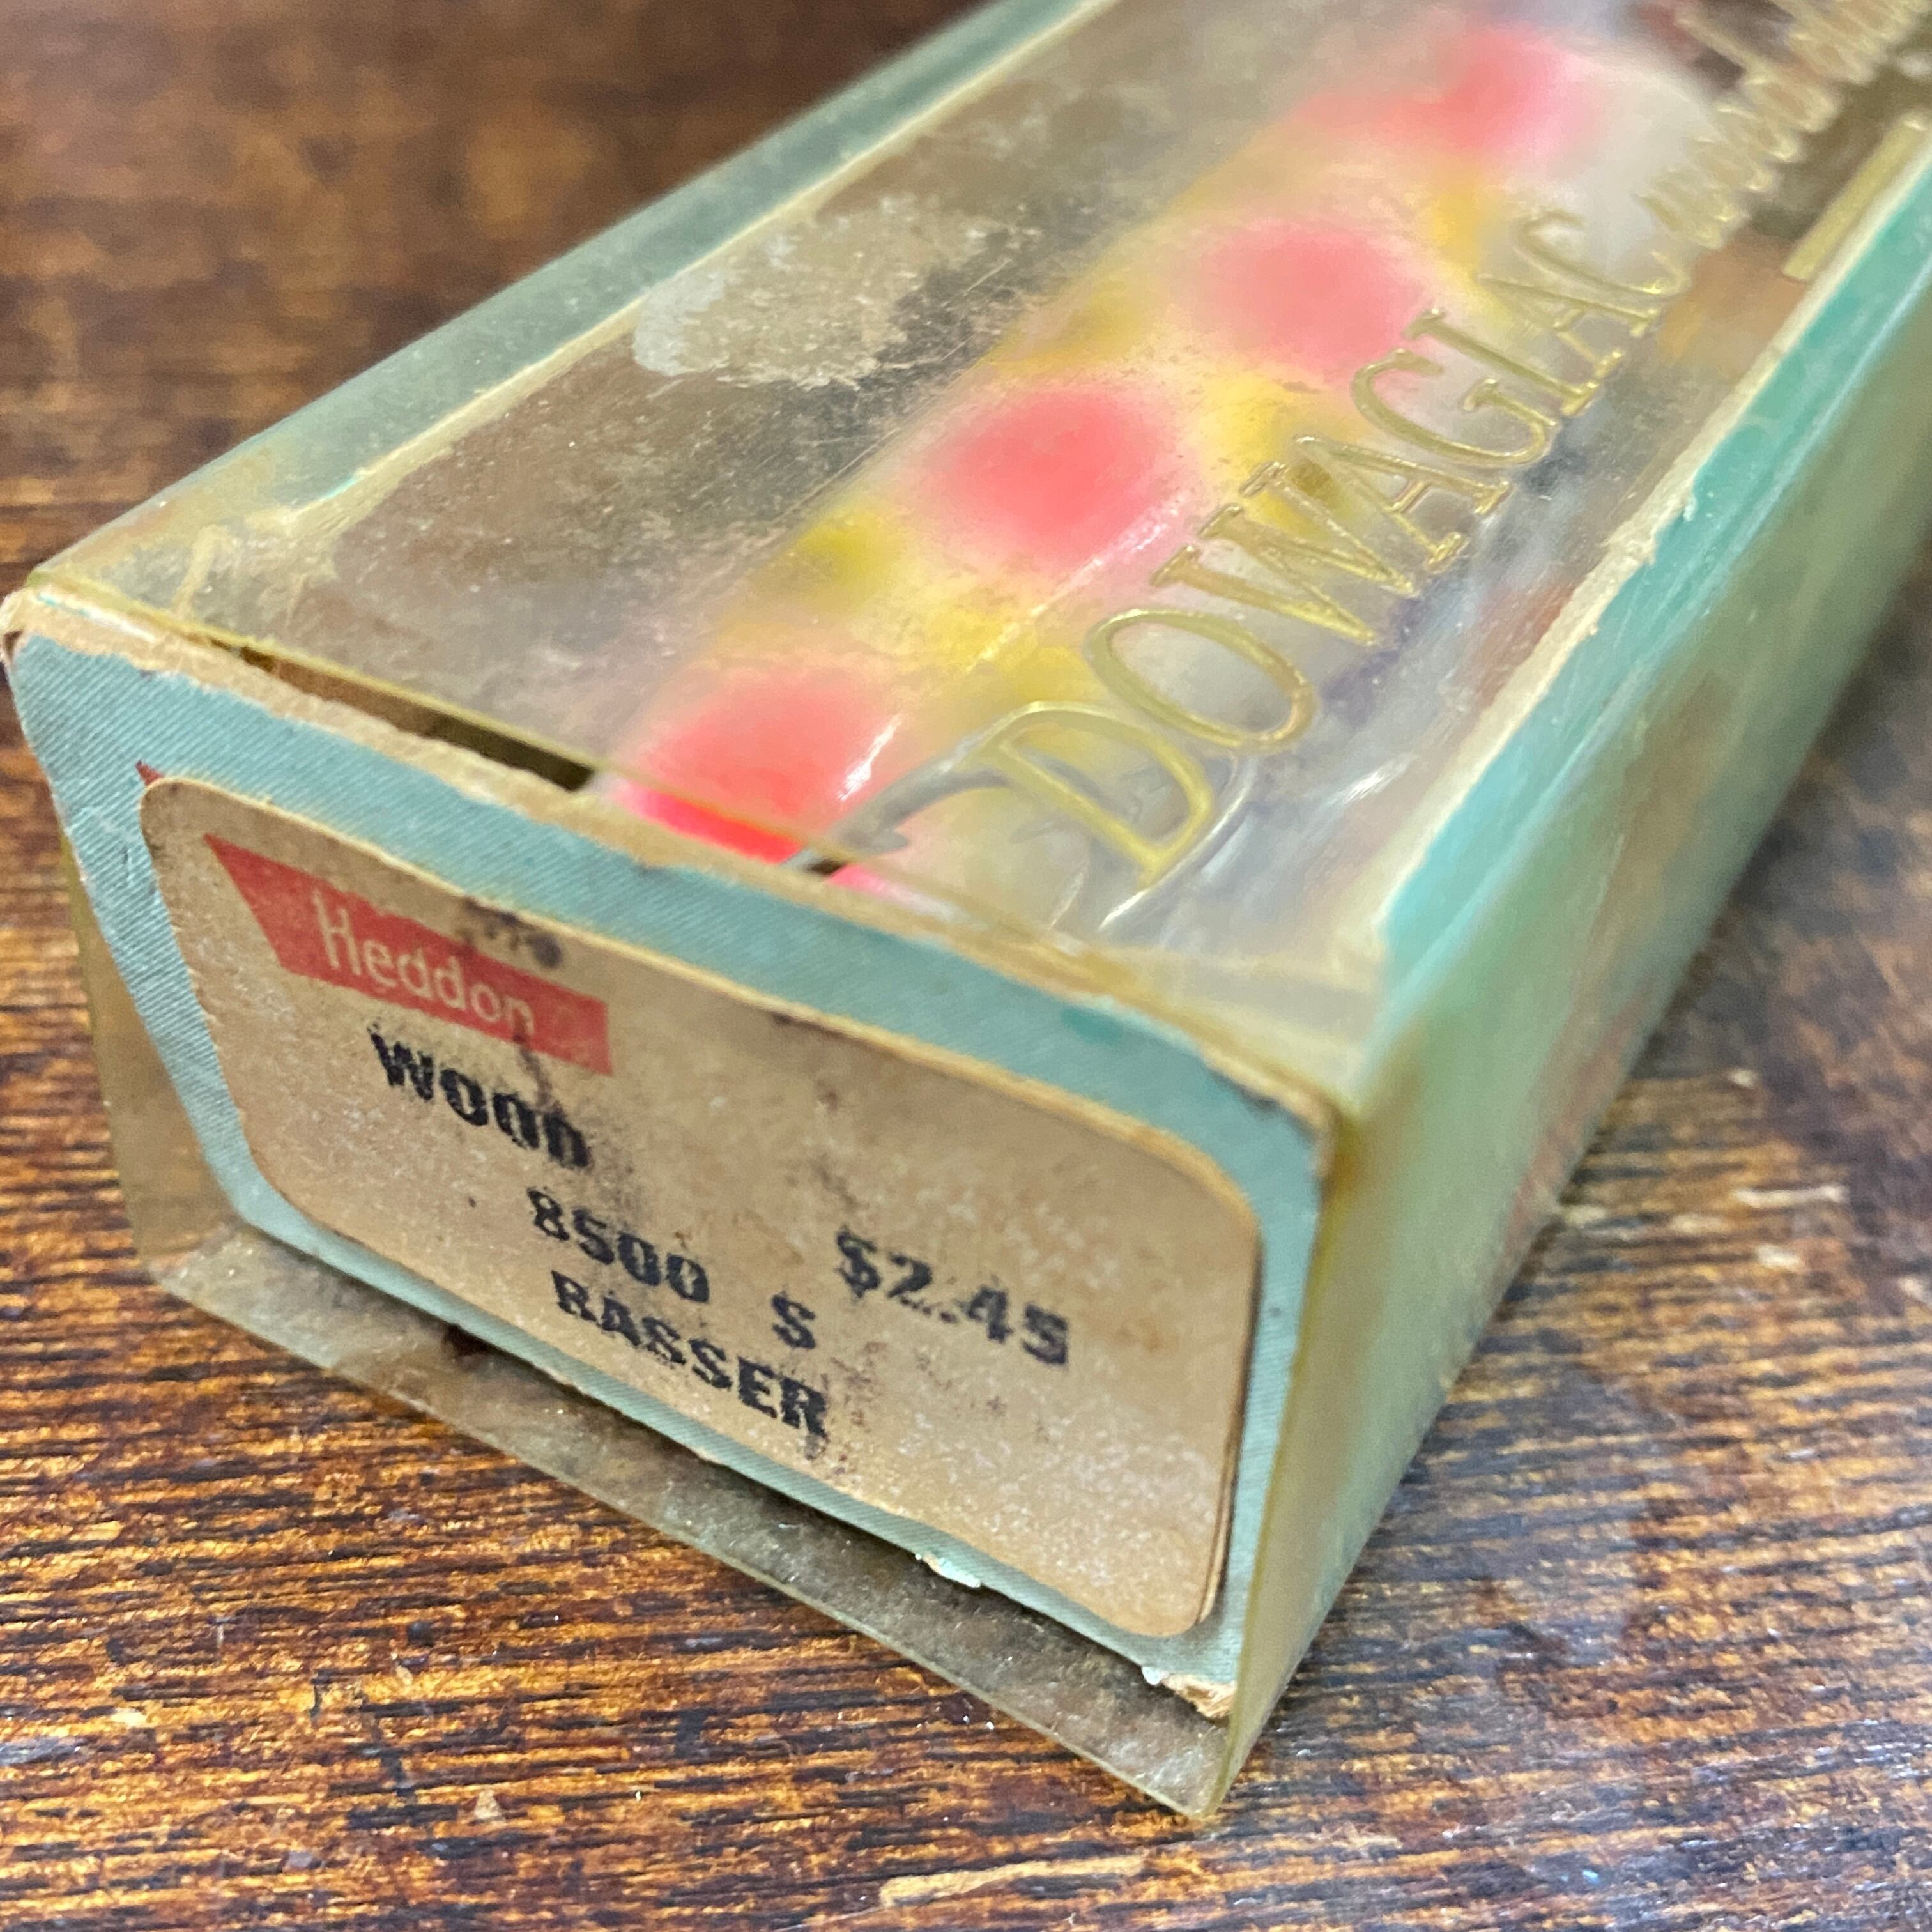 DOWAGIAC
Heddon
WOOD
8500 S $2.45
BASSER